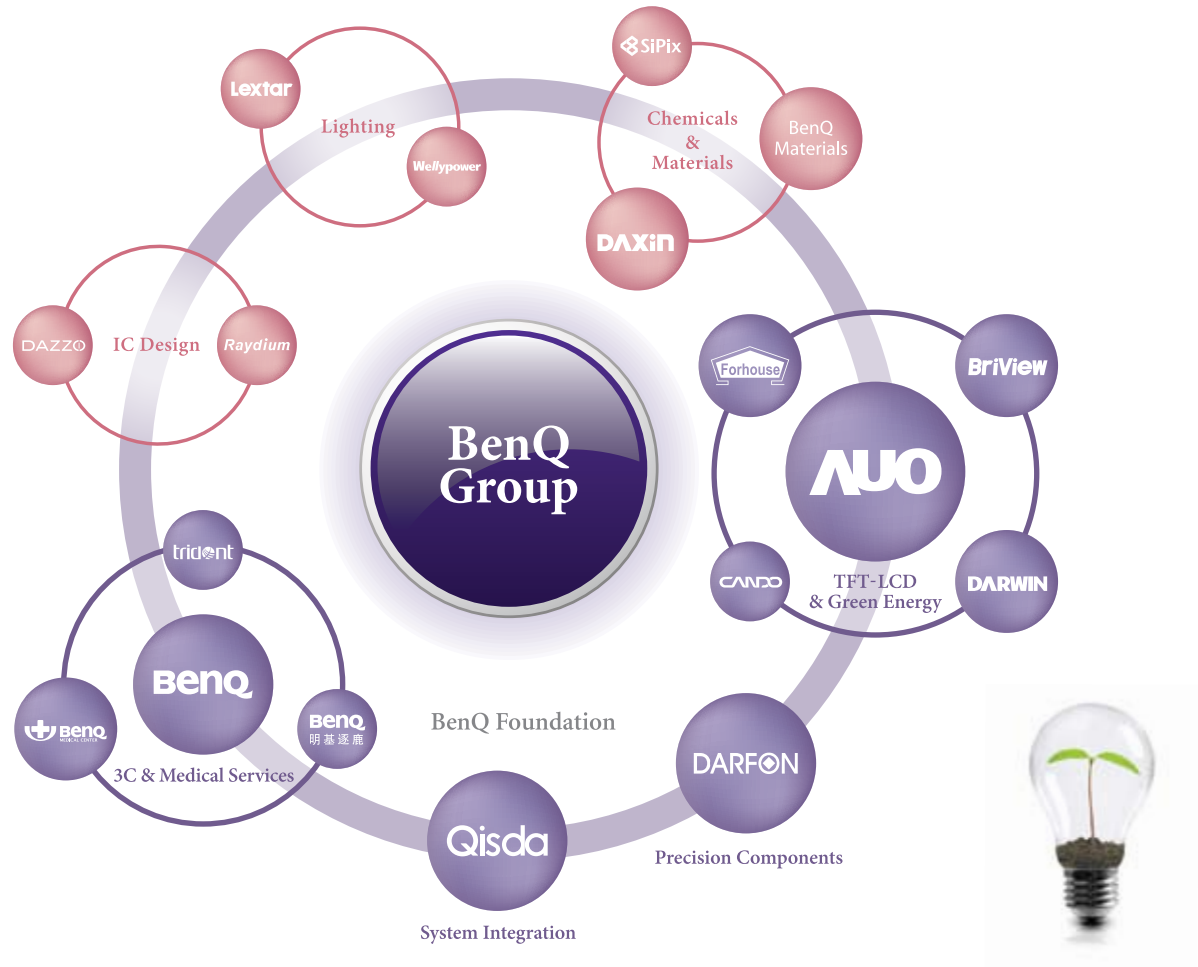 SiPix
Lextar
Chemicals
&
Materials
BenQ
Materials
Lighting
Wellypower
DAXIN
DAZZO
IC Design
Raydium
Forhouse
BriView
BenQ
Group
AUO
trident
CANDO
TFT-LCD
& Green Energy
DARWIN
BenQ
BenQ
MEDICAL CENTER
BenQ
明基逐鹿
BenQ Foundation
3C & Medical Services
DARFON
Qisda
Precision Components
System Integration